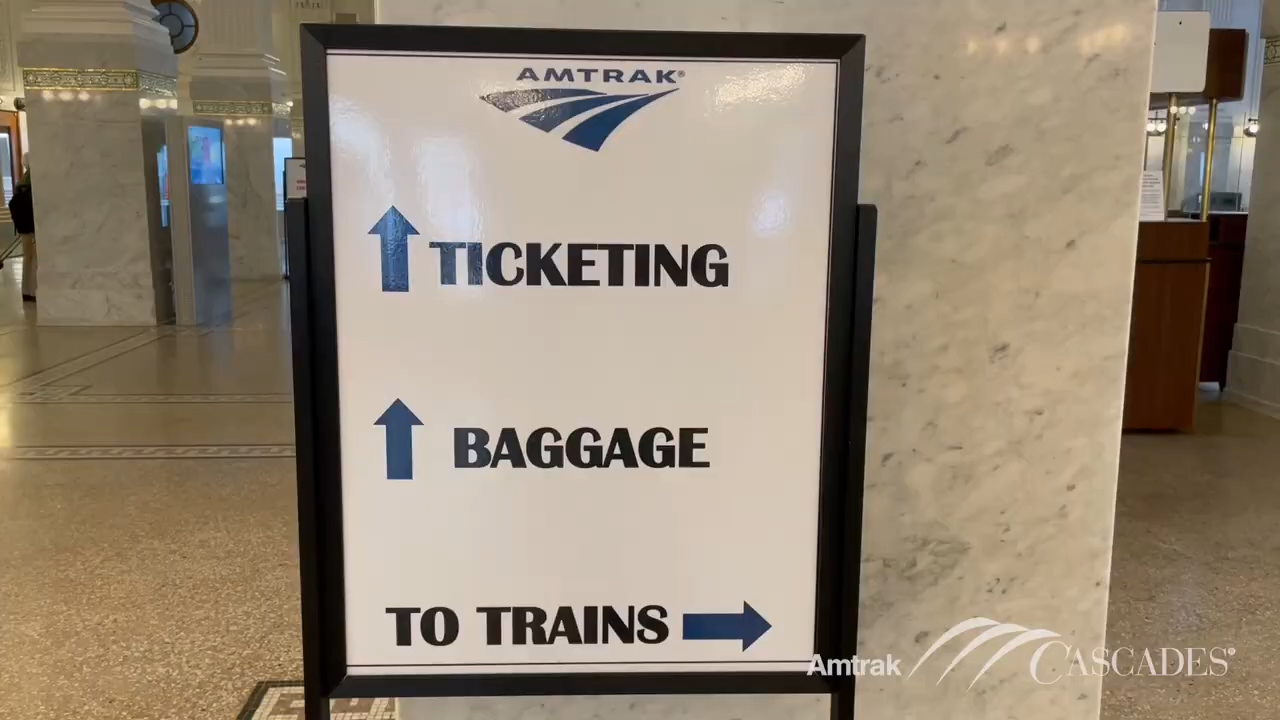 AMTRAK®
TICKETING
BAGGAGE
TO TRAINS
Amtrak CASCADES®